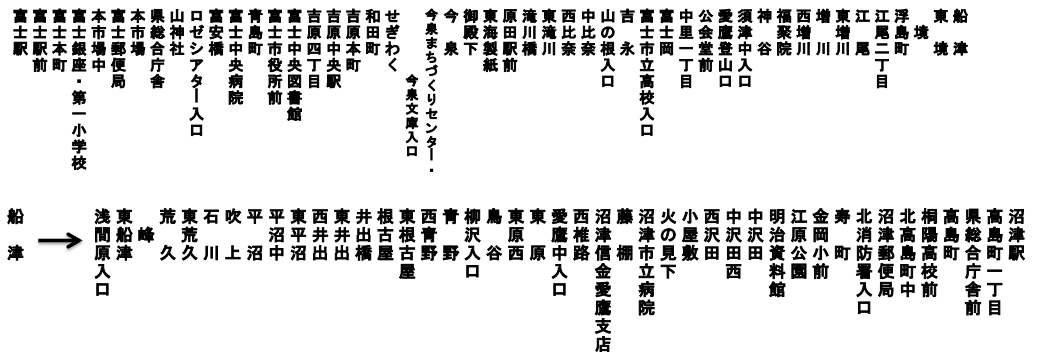 富士駅
富士駅前
富士本町
富士銀座・第一小学校
本市場中
富士郵便局
本市場
県総合庁舎
山神社
ロゼシアター入口
富安橋
富士中央病院
青島町
富士市役所前
富士中央図書館
吉原四丁目
吉原中央駅
吉原本町
和田町
せぎわく
今泉まちづくりセンター・
今泉文庫入口
今泉
御殿下
東海製紙
原田駅前
滝川橋
東滝川
西比奈
中比奈
山の根入口
吉永
富士市立高校入口
富士岡
中里一丁目
公会堂前
愛鷹登山口
須津中入口
神谷
福聚院
西増川
増川
東増川
江尾
江尾二丁目
浮島町
境
東境
船津
船津
→
浅間原入口
東船津
峰
荒久
東荒久
石川
吹上
平沼
平沼中
東平沼
西井出
東井出
井出橋
根古屋
東根古屋
西青野
青野
柳沢入口
鳥谷
東原西
東原
愛鷹中入口
西椎路
沼津信金愛鷹支店
藤棚
沼津市立病院
火の見下
小屋敷
西沢田
中沢田西
中沢田
明治資料館
江原公園
金岡小前
寿町
北消防署入口
沼津郵便局
北高島町中
桐陽高校前
高島町
県総合庁舎前
高島町一丁目
沼津駅